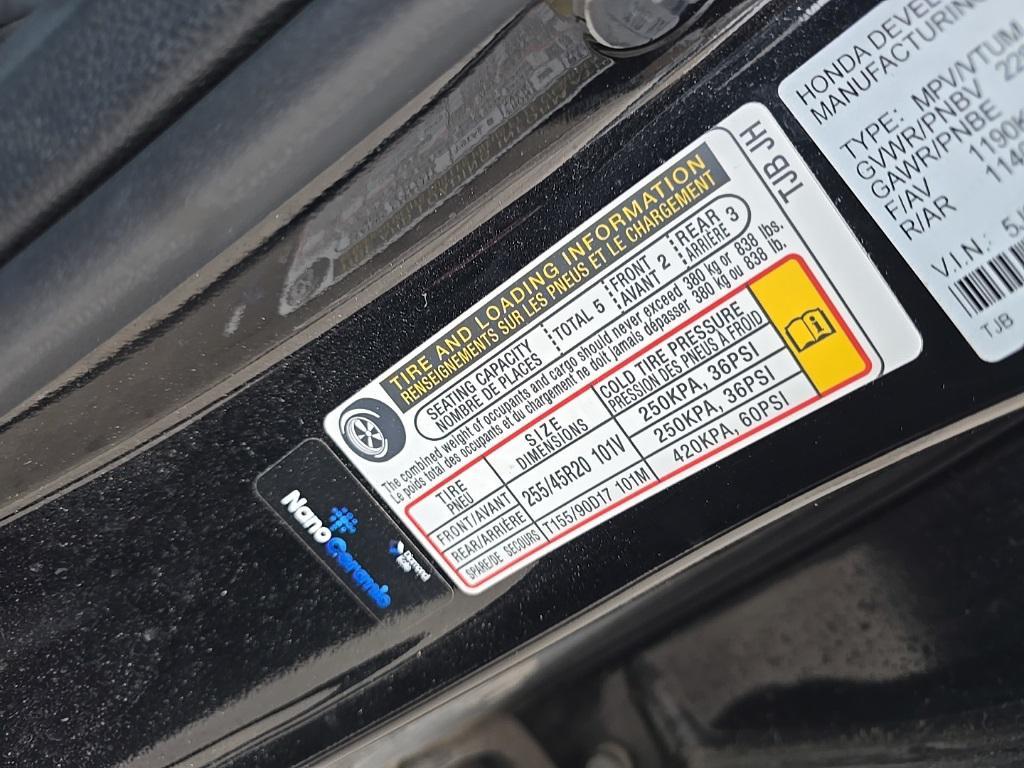 TIRE AND LOADING INFORMATION
RENSEIGNEMENTS SUR LES PNEUS ET LE CHARGEMENT
SEATING CAPACITY
NOMBRE DE PLACES
TOTAL 5
FRONT
AVANT 2
REAR
ARRIÈRE 3
The combined weight of occupants and cargo should never exceed 380 kg or 838 lbs.
Le poids total des occupants et du chargement ne doit jamais dépasser 380 kg ou 838 lb.
TIRE
PNEU
SIZE
DIMENSIONS
COLD TIRE PRESSURE
PRESSION DES PNEUS À FROID
FRONT/AVANT
255/45R20 101V
250KPA, 36PSI
REAR/ARRIÈRE
250KPA, 36PSI
SPARE/DE SECOURS
T155/90D17 101M
420KPA, 60PSI
TJB JH
Nano
Ceramic
HONDA DEVEL
MANUFACTURING
TYPE: MPV/VTUM
GVWR/PNBV
GAWR/PNBE
F/AV
R/AR
V.I.N.:
TJB